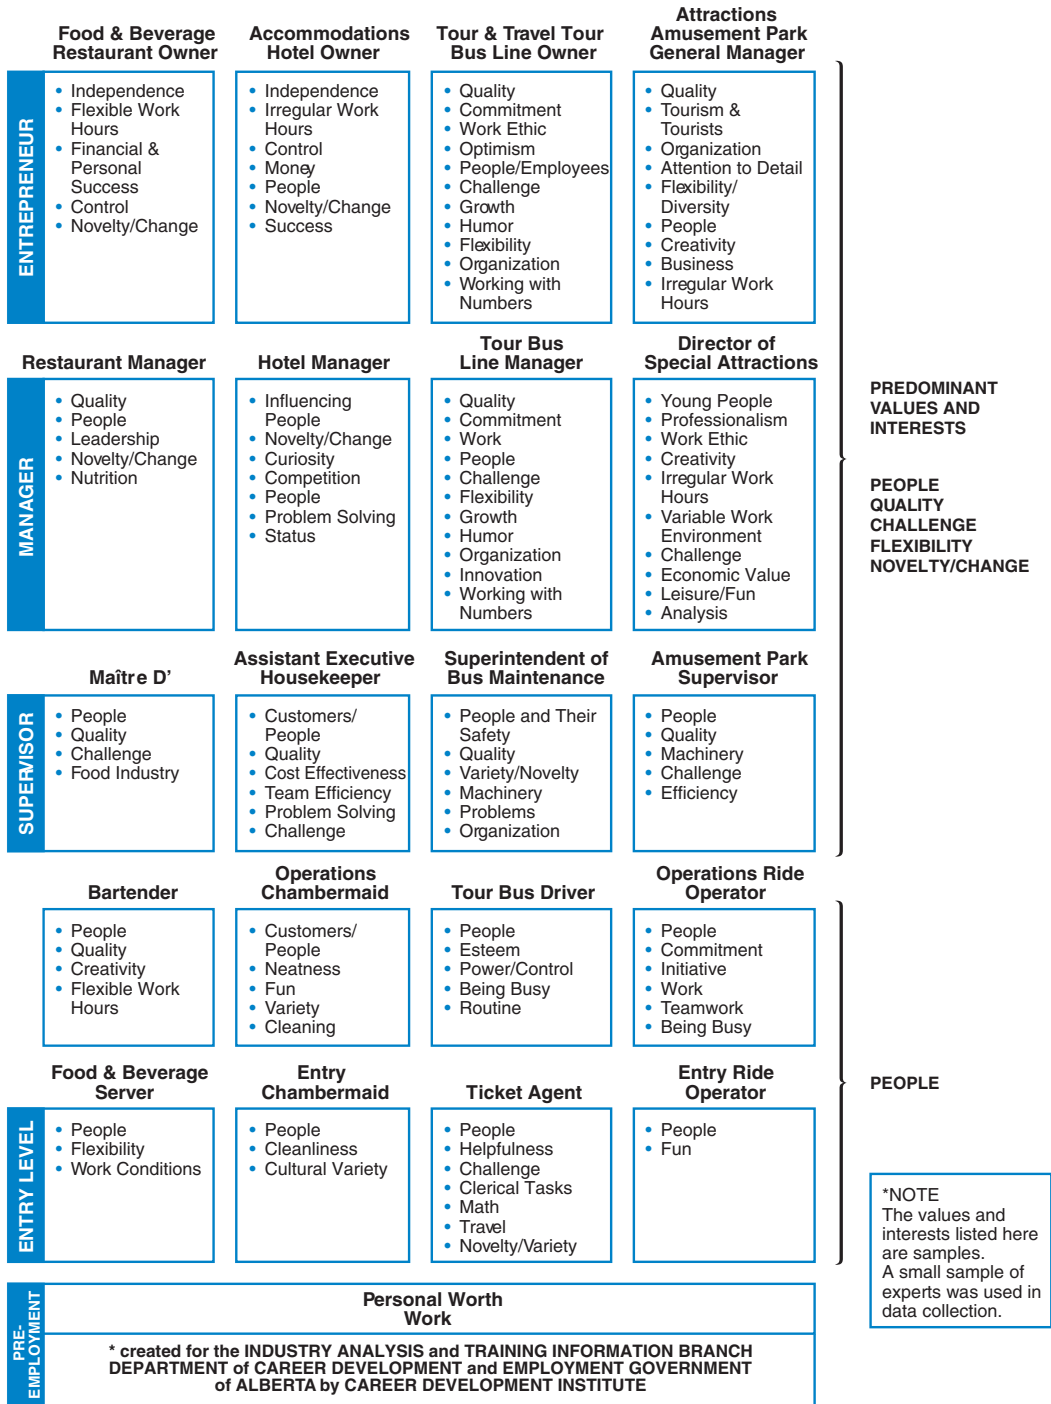 Food & Beverage
Restaurant Owner
Accommodations
Hotel Owner
Tour & Travel Tour
Bus Line Owner
Attractions
Amusement Park
General Manager
ENTREPRENEUR
• Independence
• Flexible Work
Hours
• Financial &
Personal
Success
• Control
• Novelty/Change
• Independence
• Irregular Work
Hours
• Control
• Money
• People
• Novelty/Change
• Success
• Quality
• Commitment
• Work Ethic
• Optimism
• People/Employees
• Challenge
• Growth
• Humor
• Flexibility
• Organization
• Working with
Numbers
• Quality
• Tourism &
Tourists
• Organization
• Attention to Detail
• Flexibility/
Diversity
• People
• Creativity
• Business
• Irregular Work
Hours
Restaurant Manager
Hotel Manager
Tour Bus
Line Manager
Director of
Special Attractions
MANAGER
• Quality
• People
• Leadership
• Novelty/Change
• Nutrition
• Influencing
People
• Novelty/Change
• Curiosity
• Competition
• People
• Problem Solving
• Status
• Quality
• Commitment
• Work
• People
• Challenge
• Flexibility
• Growth
• Humor
• Organization
• Innovation
• Working with
Numbers
• Young People
• Professionalism
• Work Ethic
• Creativity
• Irregular Work
Hours
• Variable Work
Environment
• Challenge
• Economic Value
• Leisure/Fun
• Analysis
PREDOMINANT
VALUES AND
INTERESTS
PEOPLE
QUALITY
CHALLENGE
FLEXIBILITY
NOVELTY/CHANGE
Maître D’
Assistant Executive
Housekeeper
Superintendent of
Bus Maintenance
Amusement Park
Supervisor
SUPERVISOR
• People
• Quality
• Challenge
• Food Industry
• Customers/
People
• Quality
• Cost Effectiveness
• Team Efficiency
• Problem Solving
• Challenge
• People and Their
Safety
• Quality
• Variety/Novelty
• Machinery
• Problems
• Organization
• People
• Quality
• Machinery
• Challenge
• Efficiency
Bartender
Operations
Chambermaid
Tour Bus Driver
Operations Ride
Operator
• People
• Quality
• Creativity
• Flexible Work
Hours
• Customers/
People
• Neatness
• Fun
• Variety
• Cleaning
• People
• Esteem
• Power/Control
• Being Busy
• Routine
• People
• Commitment
• Initiative
• Work
• Teamwork
• Being Busy
Food & Beverage
Server
Entry
Chambermaid
Ticket Agent
Entry Ride
Operator
ENTRY LEVEL
• People
• Flexibility
• Work Conditions
• People
• Cleanliness
• Cultural Variety
• People
• Helpfulness
• Challenge
• Clerical Tasks
• Math
• Travel
• Novelty/Variety
• People
• Fun
PEOPLE
*NOTE
The values and
interests listed here
are samples.
A small sample of
experts was used in
data collection.
PRE-
EMPLOYMENT
Personal Worth
Work
* created for the INDUSTRY ANALYSIS and TRAINING INFORMATION BRANCH
DEPARTMENT of CAREER DEVELOPMENT and EMPLOYMENT GOVERNMENT
of ALBERTA by CAREER DEVELOPMENT INSTITUTE